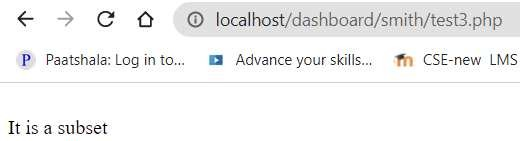 localhost/dashboard/smith/test3.php
P Paatshala: Log in to... Advance your skills... CSE-new LMS
It is a subset